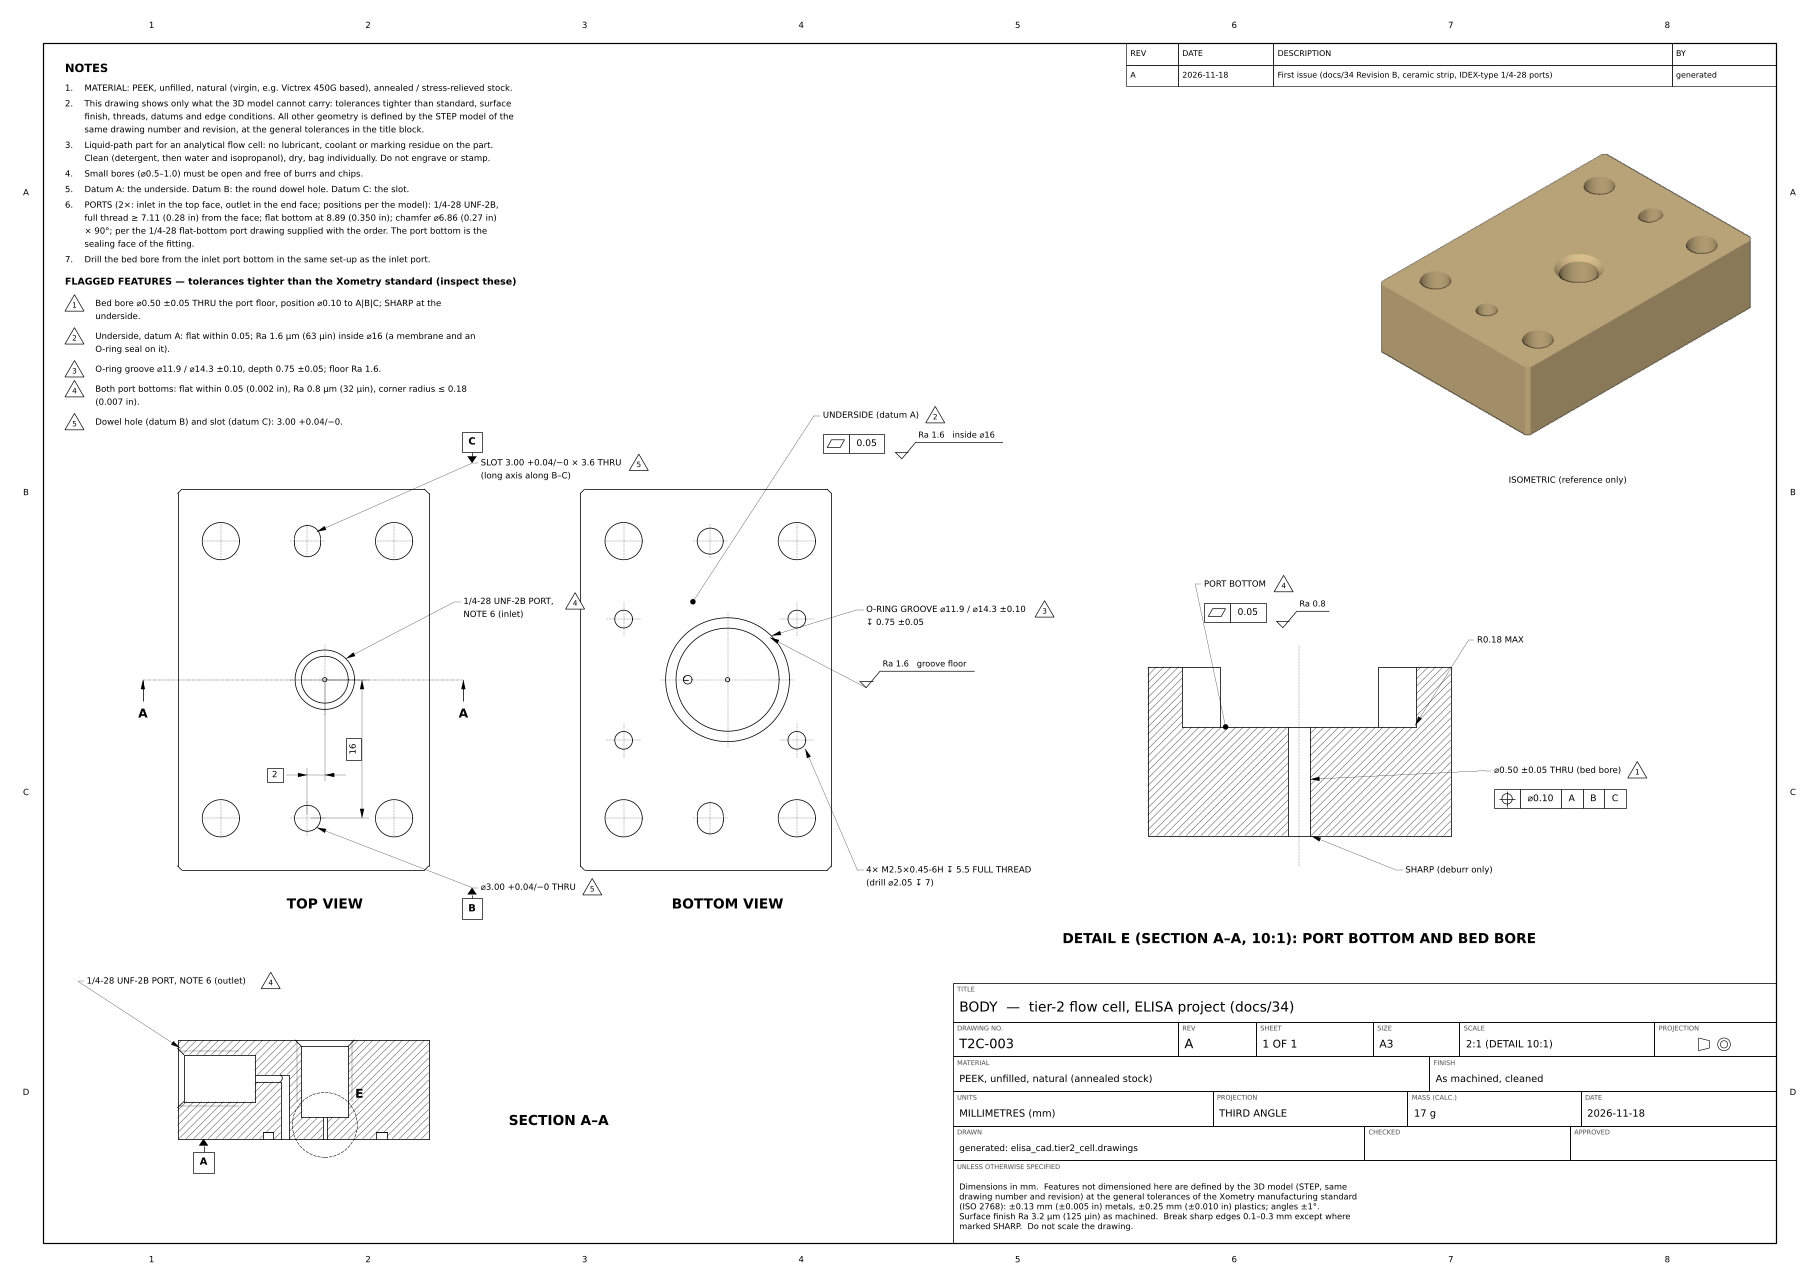 1 2 3 4 5 6 7 8
REV DATE DESCRIPTION BY
A 2026-11-18 First issue (docs/34 Revision B, ceramic strip, IDEX-type 1/4-28 ports) generated
NOTES
1. MATERIAL: PEEK, unfilled, natural (virgin, e.g. Victrex 450G based), annealed / stress-relieved stock.
2. This drawing shows only what the 3D model cannot carry: tolerances tighter than standard, surface
finish, threads, datums and edge conditions. All other geometry is defined by the STEP model of the
same drawing number and revision, at the general tolerances in the title block.
3. Liquid-path part for an analytical flow cell: no lubricant, coolant or marking residue on the part.
Clean (detergent, then water and isopropanol), dry, bag individually. Do not engrave or stamp.
4. Small bores (⌀0.5–1.0) must be open and free of burrs and chips.
5. Datum A: the underside. Datum B: the round dowel hole. Datum C: the slot.
6. PORTS (2×: inlet in the top face, outlet in the end face; positions per the model): 1/4-28 UNF-2B,
full thread ≥ 7.11 (0.28 in) from the face; flat bottom at 8.89 (0.350 in); chamfer ⌀6.86 (0.27 in)
× 90°; per the 1/4-28 flat-bottom port drawing supplied with the order. The port bottom is the
sealing face of the fitting.
7. Drill the bed bore from the inlet port bottom in the same set-up as the inlet port.
FLAGGED FEATURES — tolerances tighter than the Xometry standard (inspect these)
1 Bed bore ⌀0.50 ±0.05 THRU the port floor, position ⌀0.10 to A|B|C; SHARP at the
underside.
2 Underside, datum A: flat within 0.05; Ra 1.6 µm (63 µin) inside ⌀16 (a membrane and an
O-ring seal on it).
3 O-ring groove ⌀11.9 / ⌀14.3 ±0.10, depth 0.75 ±0.05; floor Ra 1.6.
4 Both port bottoms: flat within 0.05 (0.002 in), Ra 0.8 µm (32 µin), corner radius ≤ 0.18
(0.007 in).
5 Dowel hole (datum B) and slot (datum C): 3.00 +0.04/−0.
A A
B B
C C
D D
C
SLOT 3.00 +0.04/−0 × 3.6 THRU 5
(long axis along B–C)
UNDERSIDE (datum A) 2
0.05
Ra 1.6 inside ⌀16
ISOMETRIC (reference only)
1/4-28 UNF-2B PORT, 4
NOTE 6 (inlet)
A A
16
2
⌀3.00 +0.04/−0 THRU 5
B
TOP VIEW
O-RING GROOVE ⌀11.9 / ⌀14.3 ±0.10 3
↧ 0.75 ±0.05
Ra 1.6 groove floor
4× M2.5×0.45-6H ↧ 5.5 FULL THREAD
(drill ⌀2.05 ↧ 7)
BOTTOM VIEW
PORT BOTTOM 4
0.05
Ra 0.8
R0.18 MAX
⌀0.50 ±0.05 THRU (bed bore) 1
⌀0.10 A B C
SHARP (deburr only)
DETAIL E (SECTION A–A, 10:1): PORT BOTTOM AND BED BORE
1/4-28 UNF-2B PORT, NOTE 6 (outlet) 4
E
A
SECTION A–A
TITLE
BODY — tier-2 flow cell, ELISA project (docs/34)
DRAWING NO. REV SHEET SIZE SCALE PROJECTION
T2C-003 A 1 OF 1 A3 2:1 (DETAIL 10:1)
MATERIAL FINISH
PEEK, unfilled, natural (annealed stock) As machined, cleaned
UNITS PROJECTION MASS (CALC.) DATE
MILLIMETRES (mm) THIRD ANGLE 17 g 2026-11-18
DRAWN CHECKED APPROVED
generated: elisa_cad.tier2_cell.drawings
UNLESS OTHERWISE SPECIFIED
Dimensions in mm. Features not dimensioned here are defined by the 3D model (STEP, same
drawing number and revision) at the general tolerances of the Xometry manufacturing standard
(ISO 2768): ±0.13 mm (±0.005 in) metals, ±0.25 mm (±0.010 in) plastics; angles ±1°.
Surface finish Ra 3.2 µm (125 µin) as machined. Break sharp edges 0.1–0.3 mm except where
marked SHARP. Do not scale the drawing.
1 2 3 4 5 6 7 8